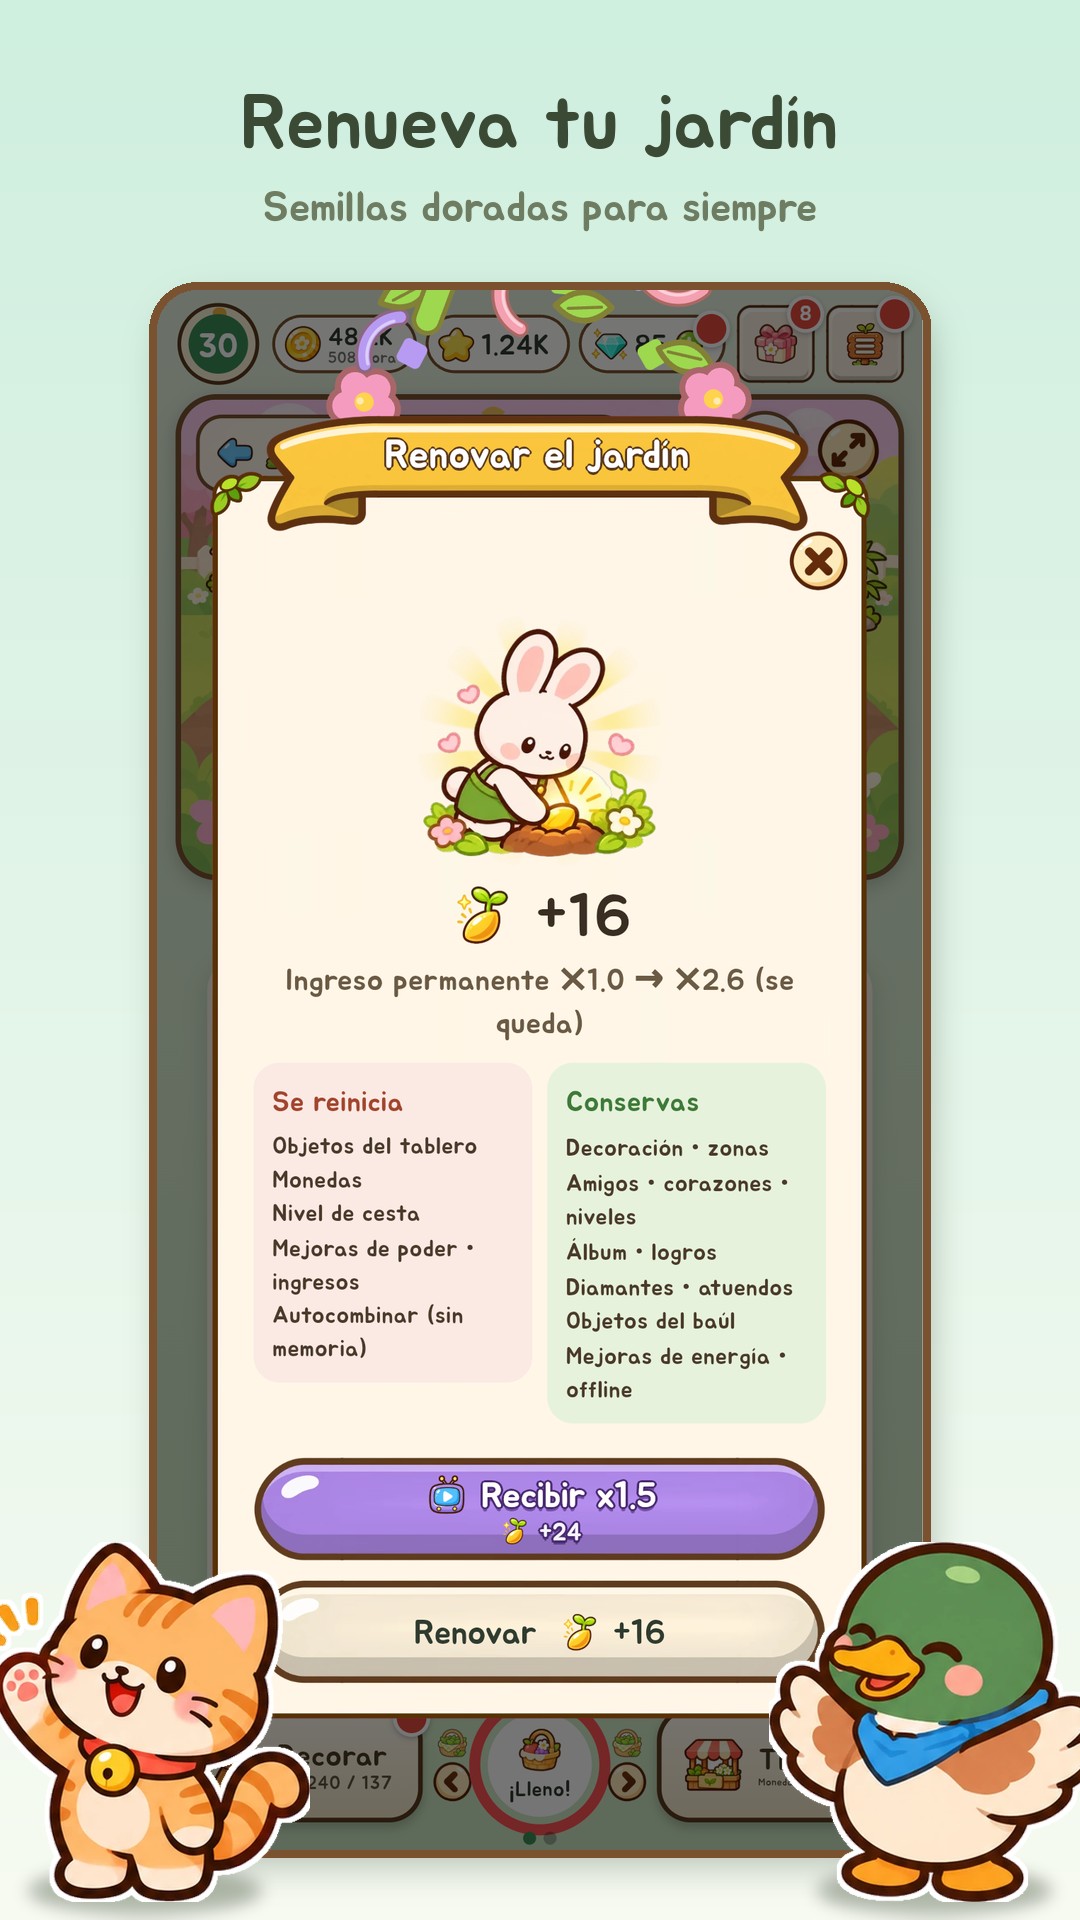 Renueva tu jardín
Semillas doradas para siempre
30
1.24K
8
Renovar el jardín
+16
Ingreso permanente ×1.0 → ×2.6 (se
queda)
Se reinicia
Objetos del tablero
Monedas
Nivel de cesta
Mejoras de poder •
ingresos
Autocombinar (sin
memoria)
Conservas
Decoración • zonas
Amigos • corazones •
niveles
Álbum • logros
Diamantes • atuendos
Objetos del baúl
Mejoras de energía •
offline
Recibir x1.5
+24
Renovar +16
Decorar
240 / 137
¡Lleno!